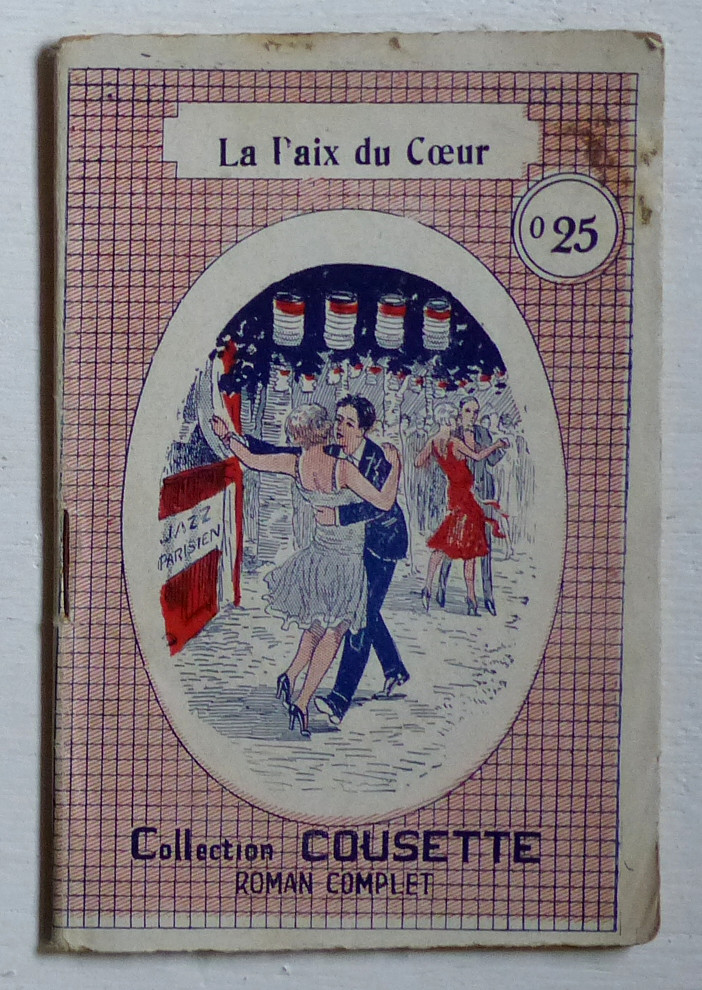 La Paix du Cœur
0 25
JAZZ
PARISIEN
Collection COUSETTE
ROMAN COMPLET